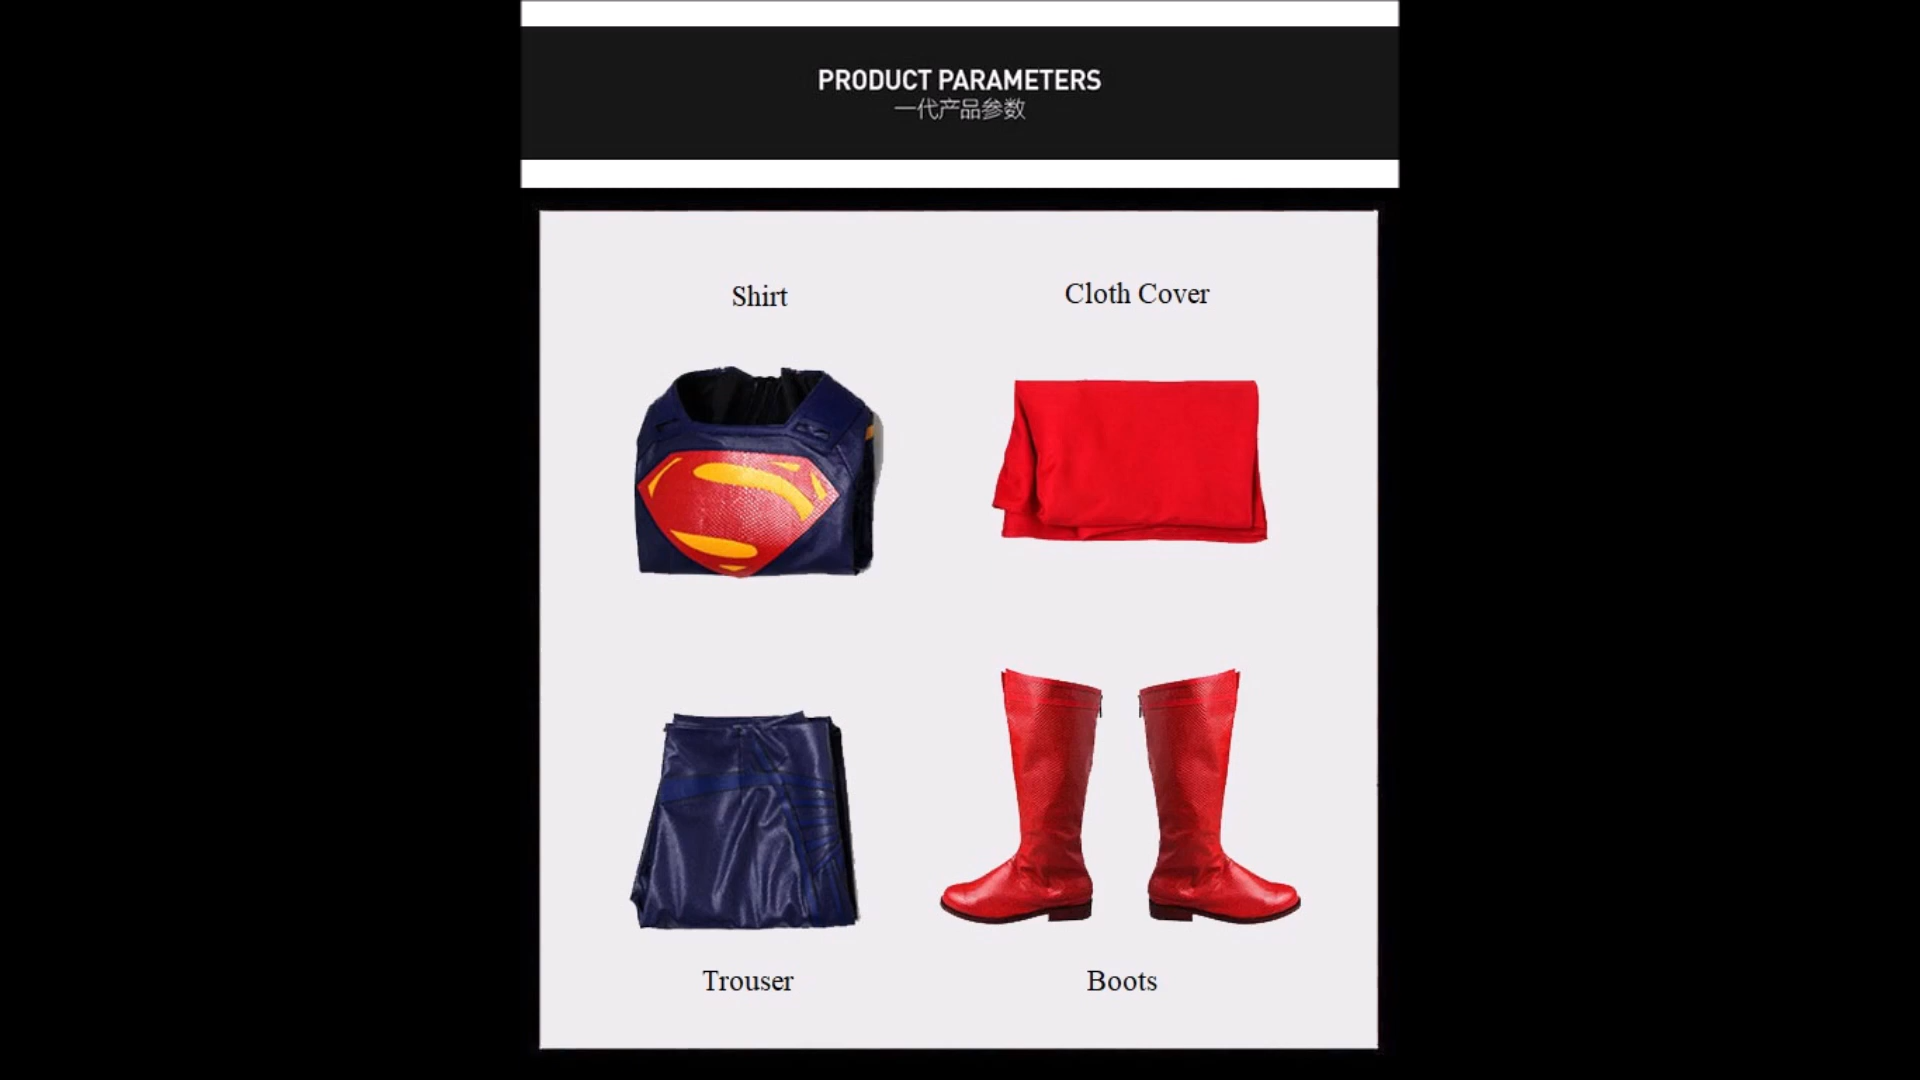 PRODUCT PARAMETERS
一代产品参数
Shirt
Cloth Cover
Trouser
Boots